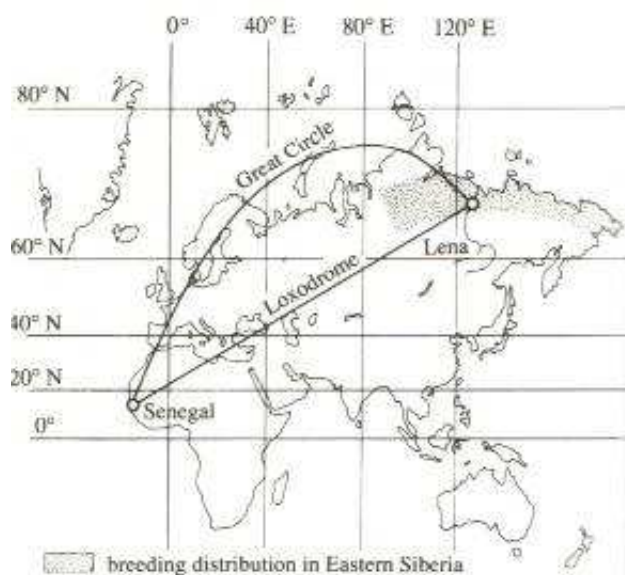 0° 40° E 80° E 120° E
80° N
Great Circle
60° N
Lena
Loxodrome
40° N
20° N
Senegal
0°
breeding distribution in Eastern Siberia